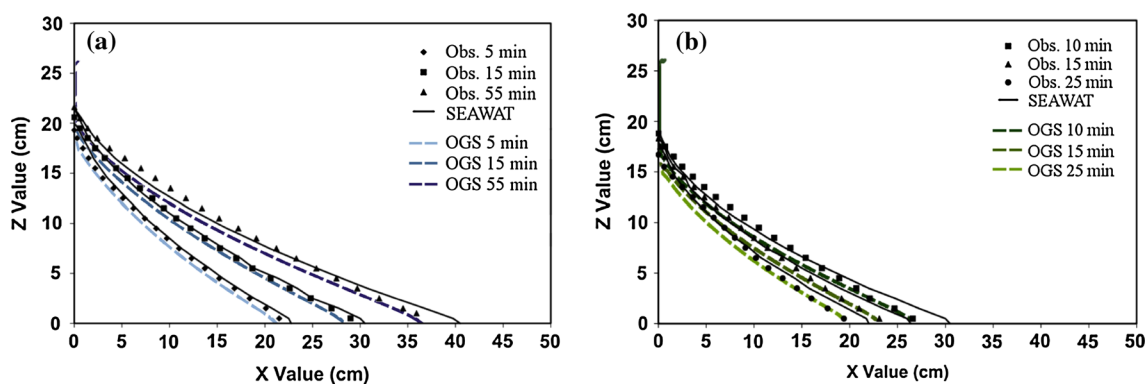 (a)
30
25
20
15
10
5
0
Z Value (cm)
Obs. 5 min
Obs. 15 min
Obs. 55 min
SEAWAT
OGS 5 min
OGS 15 min
OGS 55 min
0 5 10 15 20 25 30 35 40 45 50
X Value (cm)
(b)
30
25
20
15
10
5
0
Z Value (cm)
Obs. 10 min
Obs. 15 min
Obs. 25 min
SEAWAT
OGS 10 min
OGS 15 min
OGS 25 min
0 5 10 15 20 25 30 35 40 45 50
X Value (cm)